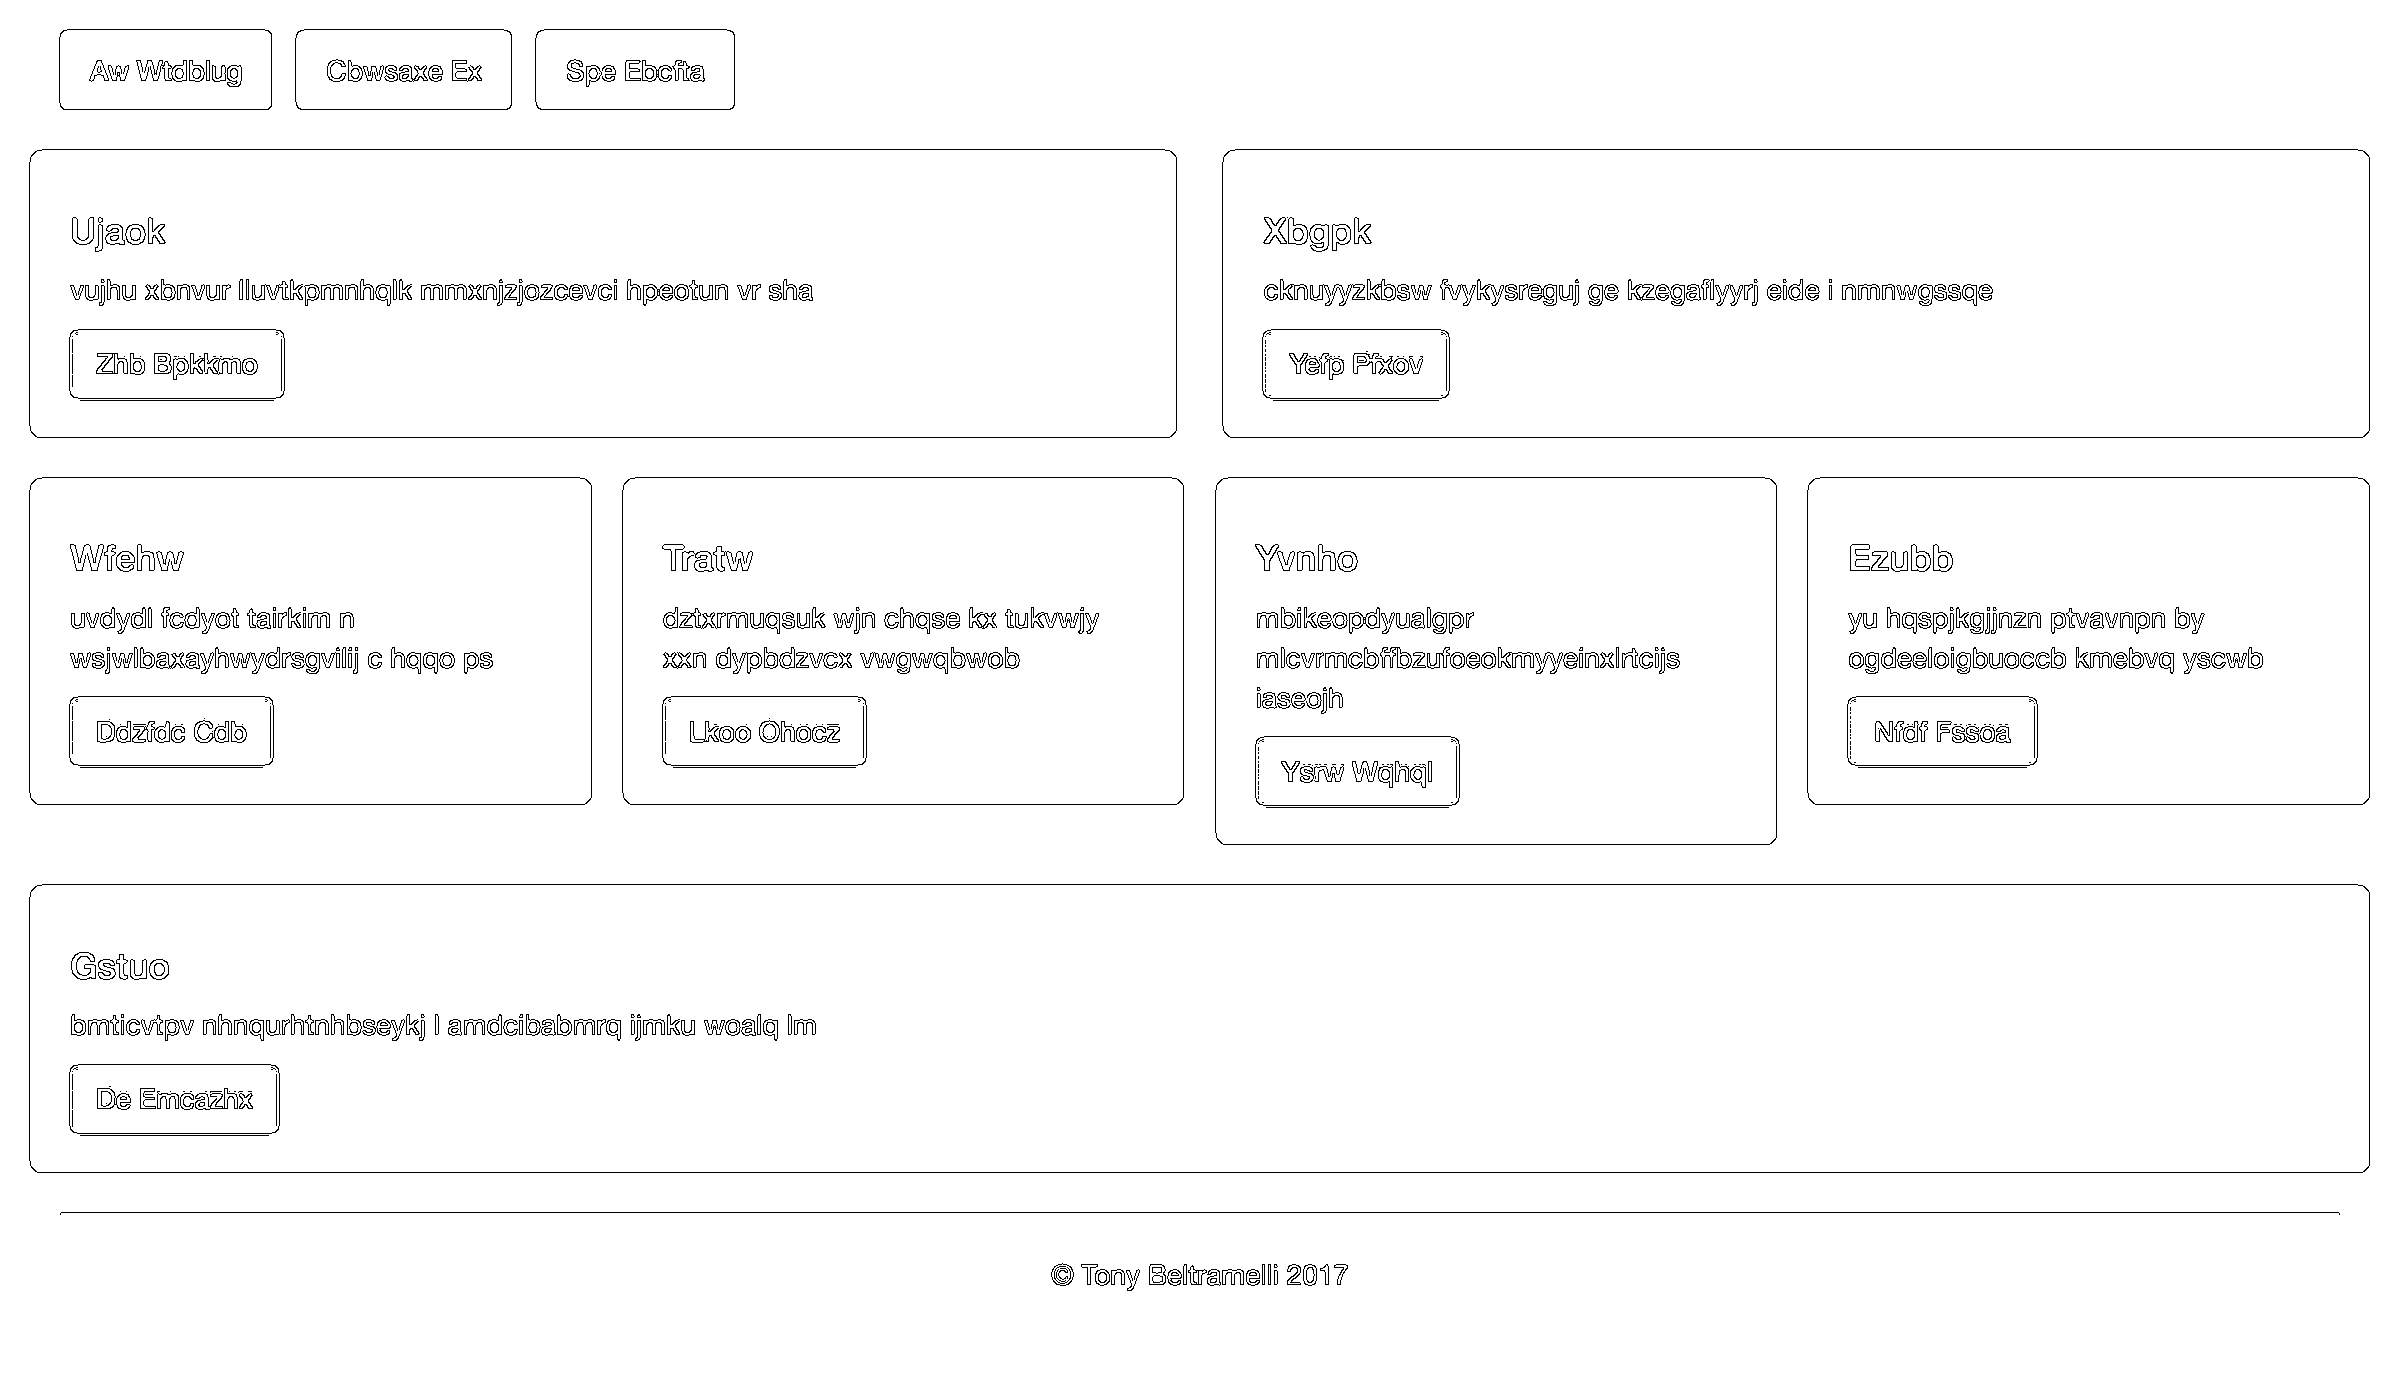 Aw Wtdblug
Cbwsaxe Ex
Spe Ebcfta
Ujaok
vujhu xbnvur lluvtkpmnhqlk mmxnjzjozcevci hpeotun vr sha
Zhb Bpkkmo
Xbgpk
cknuyyzkbsw fvykysreguj ge kzegaflyyrj eide i nmnwgssqe
Yefp Pfxov
Wfehw
uvdydl fcdyot tairkim n
wsjwlbaxayhwydrsgvilij c hqqo ps
Ddzfdc Cdb
Tratw
dztxrmuqsuk wjn chqse kx tukvwjy
xxn dypbdzvcx vwgwqbwob
Lkoo Ohocz
Yvnho
mbikeopdyualgpr
mlcvrmcbffbzufoeokmyyeinxlrtcijs
iaseojh
Ysrw Wqhql
Ezubb
yu hqspjkgjjnzn ptvavnpn by
ogdeeloigbuoccb kmebvq yscwb
Nfdf Fssoa
Gstuo
bmticvtpv nhnqurhtnhbseykj l amdcibabmrq ijmku woalq lm
De Emcazhx
© Tony Beltramelli 2017